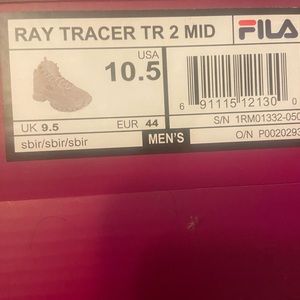 RAY TRACER TR 2 MID FILA
USA
10.5
6 91115 12130 0
UK 9.5 EUR 44
S/N 1RM01332-050
sbir/sbir/sbir MEN'S
O/N P0020293